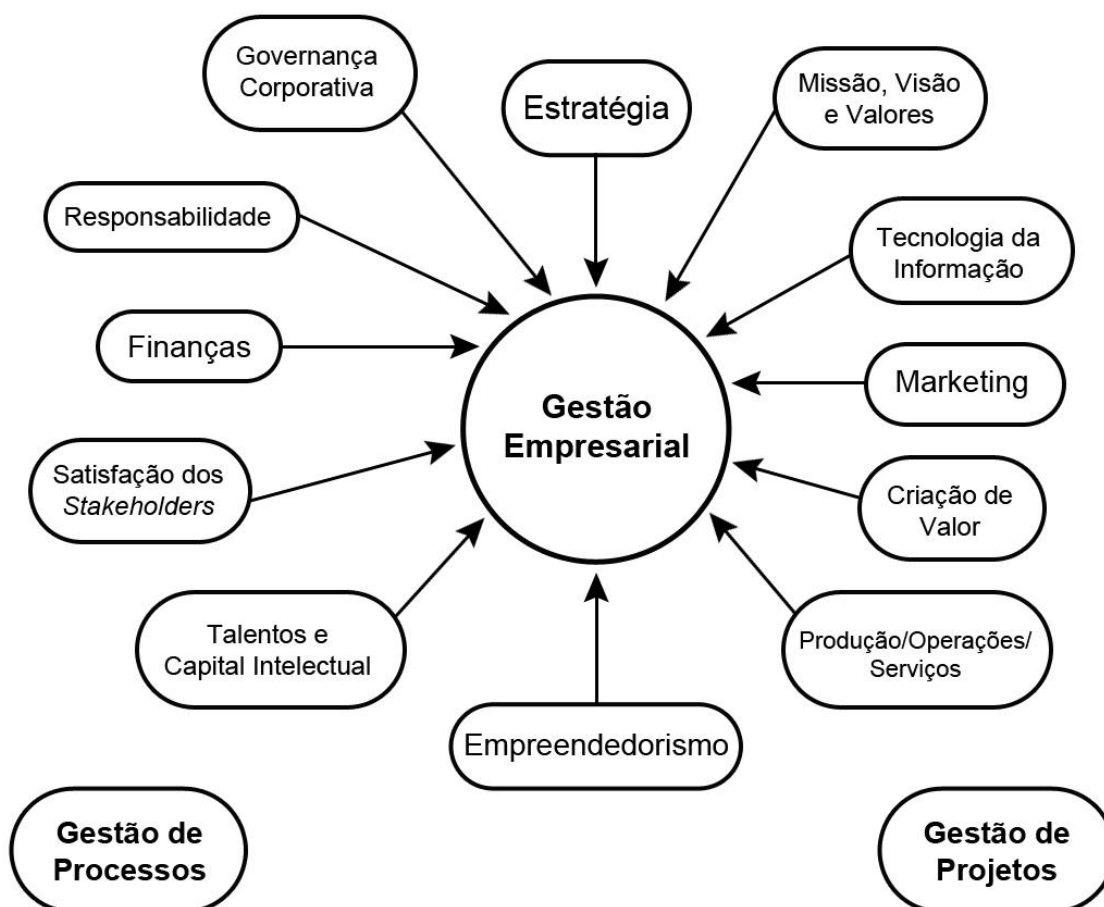 Governança
Corporativa
Estratégia
Missão, Visão
e Valores
Responsabilidade
Tecnologia da
Informação
Finanças
Marketing
Gestão
Empresarial
Satisfação dos
Stakeholders
Criação de
Valor
Talentos e
Capital Intelectual
Produção/Operações/
Serviços
Empreendedorismo
Gestão de
Processos
Gestão de
Projetos